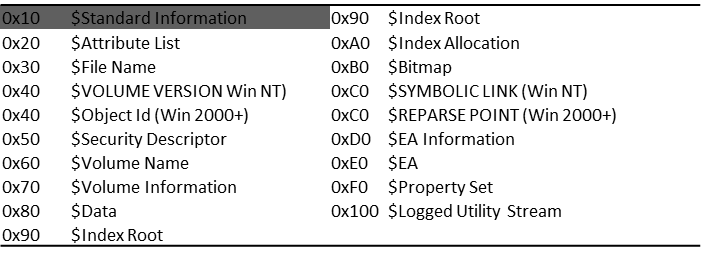 0x10 $Standard Information
0x20 $Attribute List
0x30 $File Name
0x40 $VOLUME VERSION Win NT)
0x40 $Object Id (Win 2000+)
0x50 $Security Descriptor
0x60 $Volume Name
0x70 $Volume Information
0x80 $Data
0x90 $Index Root
0x90 $Index Root
0xA0 $Index Allocation
0xB0 $Bitmap
0xC0 $SYMBOLIC LINK (Win NT)
0xC0 $REPARSE POINT (Win 2000+)
0xD0 $EA Information
0xE0 $EA
0xF0 $Property Set
0x100 $Logged Utility Stream